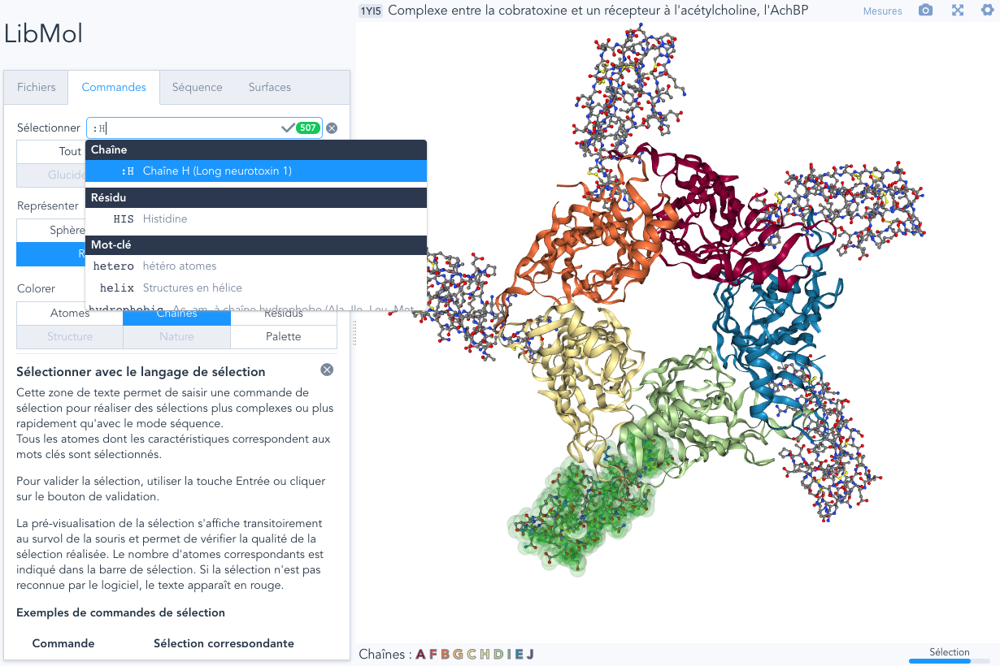 1YI5 Complexe entre la cobratoxine et un récepteur à l'acétylcholine, l'AchBP
Mesures
LibMol
Fichiers
Commandes
Séquence
Surfaces
Sélectionner
:H
507
Tout
Glucide
Chaîne
:H Chaîne H (Long neurotoxin 1)
Résidu
HIS Histidine
Mot-clé
hetero hétéro atomes
helix Structures en hélice
hydrophobic Ac. am. à chaîne hydrophobe (Ala, Ile, Leu, Met,
Représenter
Sphère
R
Colorer
Atomes
Chaînes
Résidus
Structure
Nature
Palette
Sélectionner avec le langage de sélection
Cette zone de texte permet de saisir une commande de
sélection pour réaliser des sélections plus complexes ou plus
rapidement qu'avec le mode séquence.
Tous les atomes dont les caractéristiques correspondent aux
mots clés sont sélectionnés.
Pour valider la sélection, utiliser la touche Entrée ou cliquer
sur le bouton de validation.
La pré-visualisation de la sélection s'affiche transitoirement
au survol de la souris et permet de vérifier la qualité de la
sélection réalisée. Le nombre d'atomes correspondants est
indiqué dans la barre de sélection. Si la sélection n'est pas
reconnue par le logiciel, le texte apparaît en rouge.
Exemples de commandes de sélection
Commande
Sélection correspondante
Chaînes : A F B G C H D I E J
Sélection